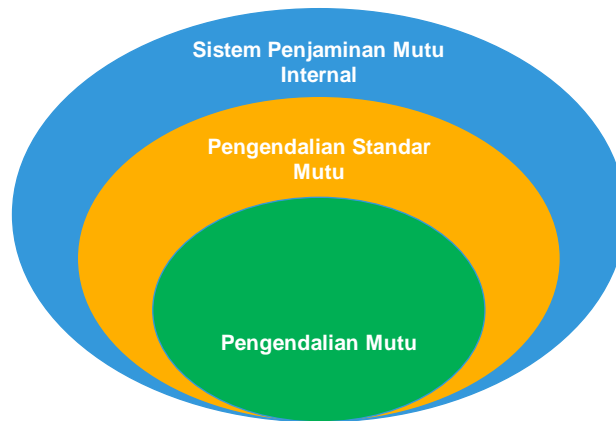 Sistem Penjaminan Mutu
Internal
Pengendalian Standar
Mutu
Pengendalian Mutu